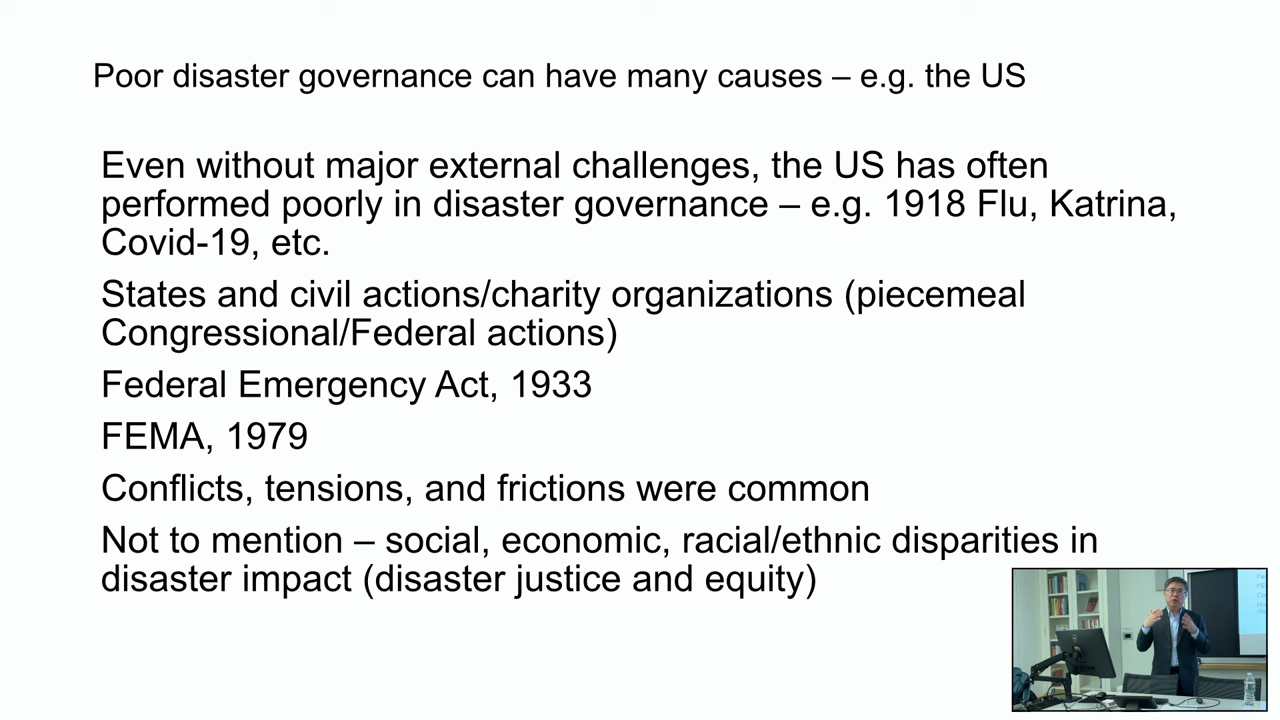 Poor disaster governance can have many causes – e.g. the US
Even without major external challenges, the US has often
performed poorly in disaster governance – e.g. 1918 Flu, Katrina,
Covid-19, etc.
States and civil actions/charity organizations (piecemeal
Congressional/Federal actions)
Federal Emergency Act, 1933
FEMA, 1979
Conflicts, tensions, and frictions were common
Not to mention – social, economic, racial/ethnic disparities in
disaster impact (disaster justice and equity)